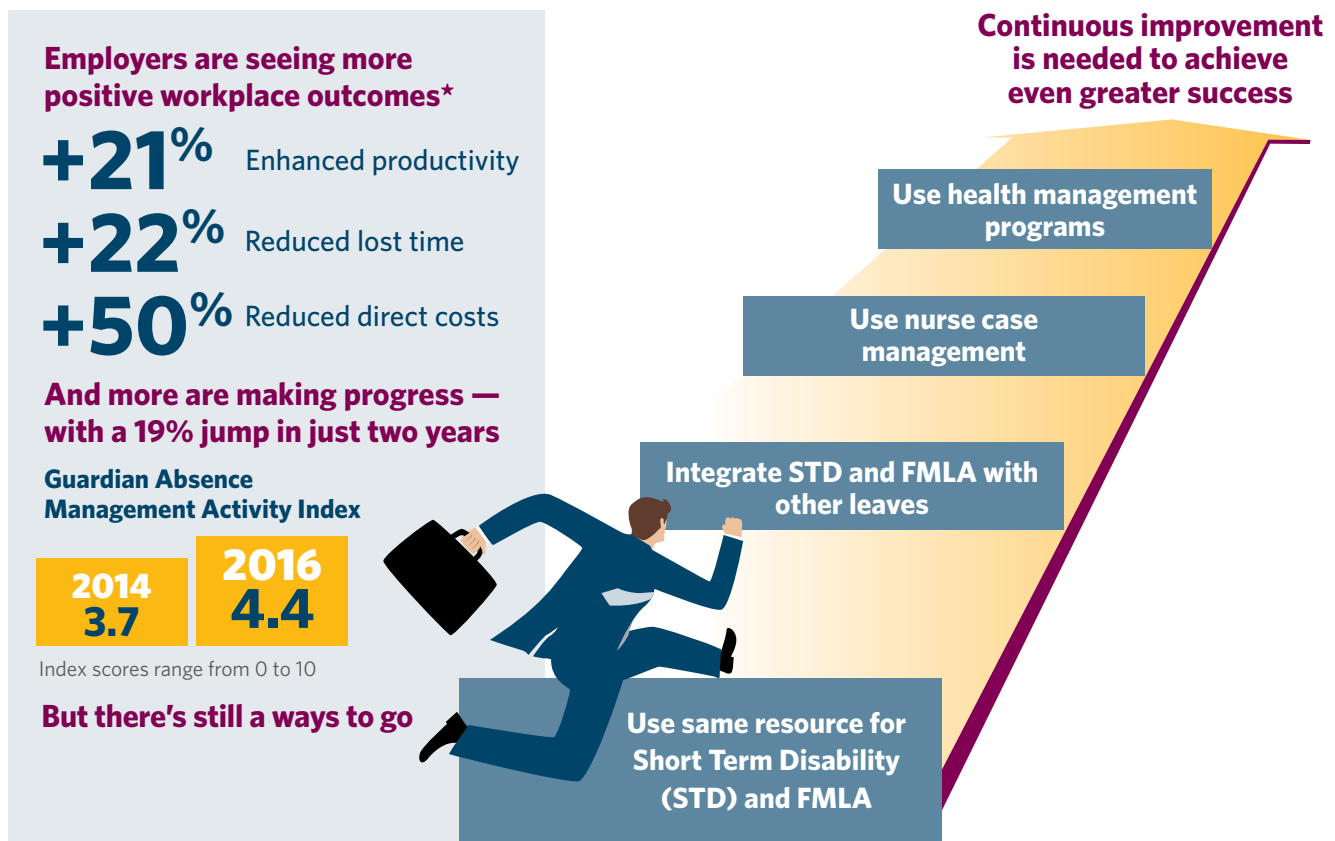 Employers are seeing more
positive workplace outcomes*
+21% Enhanced productivity
+22% Reduced lost time
+50% Reduced direct costs
And more are making progress —
with a 19% jump in just two years
Guardian Absence
Management Activity Index
2014
3.7
2016
4.4
Index scores range from 0 to 10
But there's still a ways to go
Continuous improvement
is needed to achieve
even greater success
Use health management
programs
Use nurse case
management
Integrate STD and FMLA with
other leaves
Use same resource for
Short Term Disability
(STD) and FMLA